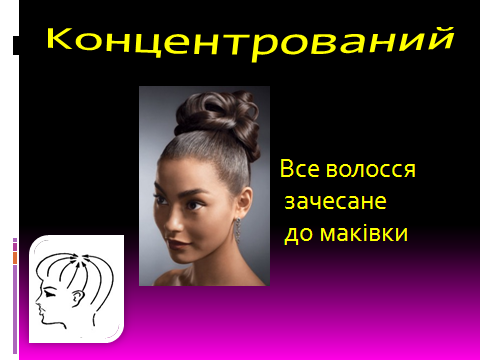 Концентрований
Все волосся
зачесане
до маківки